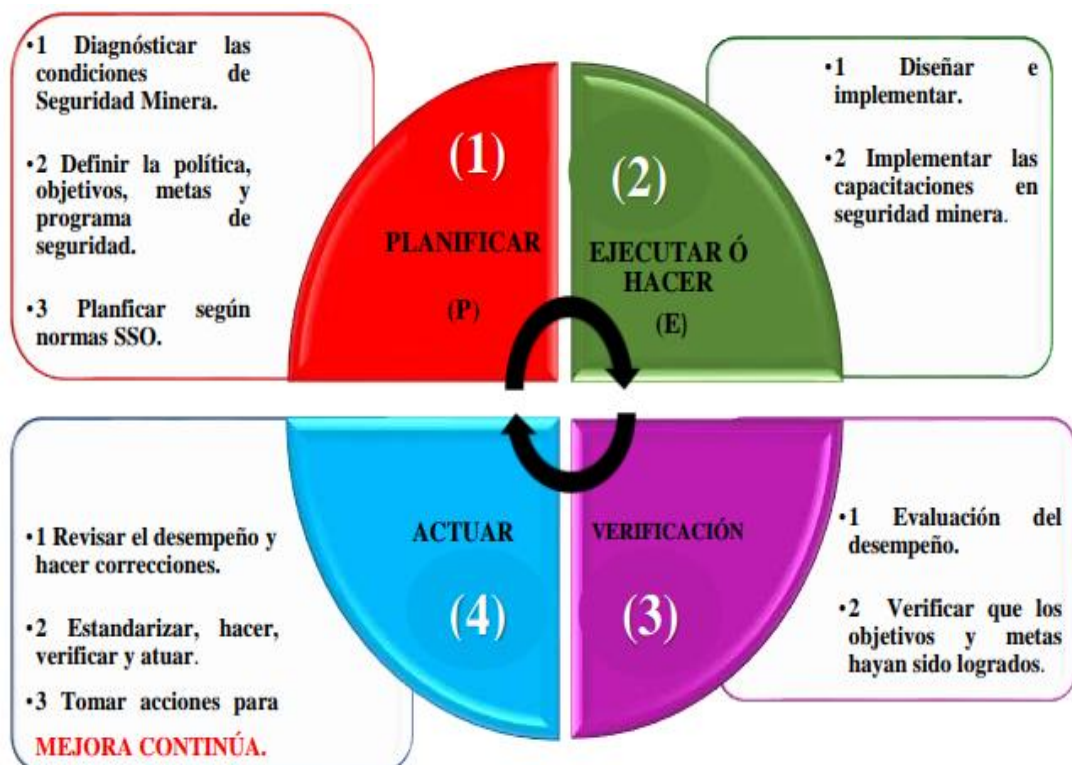 •1 Diagnósticar las
condiciones de
Seguridad Minera.
•2 Definir la política,
objetivos, metas y
programa de
seguridad.
•3 Planficar según
normas SSO.
(1)
PLANIFICAR
(P)
(2)
EJECUTAR Ó
HACER
(E)
•1 Diseñar e
implementar.
•2 Implementar las
capacitaciones en
seguridad minera.
•1 Revisar el desempeño y
hacer correcciones.
•2 Estandarizar, hacer,
verificar y atuar.
•3 Tomar acciones para
MEJORA CONTINÚA.
ACTUAR
(4)
VERIFICACIÓN
(3)
•1 Evaluación del
desempeño.
•2 Verificar que los
objetivos y metas
hayan sido logrados.